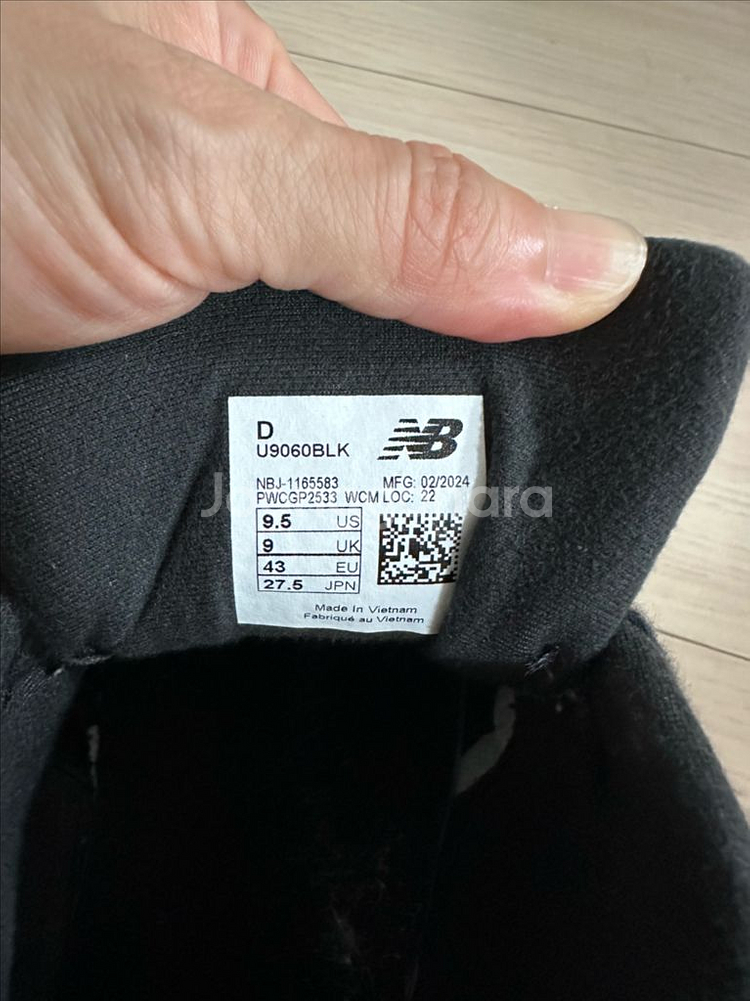 D
NB
U9060BLK
NBJ-1165583 MFG: 02/2024
PWCGP2533 WCM LOC: 22
9.5 US
9 UK
43 EU
27.5 JPN
Made In Vietnam
Fabriqué au Vietnam